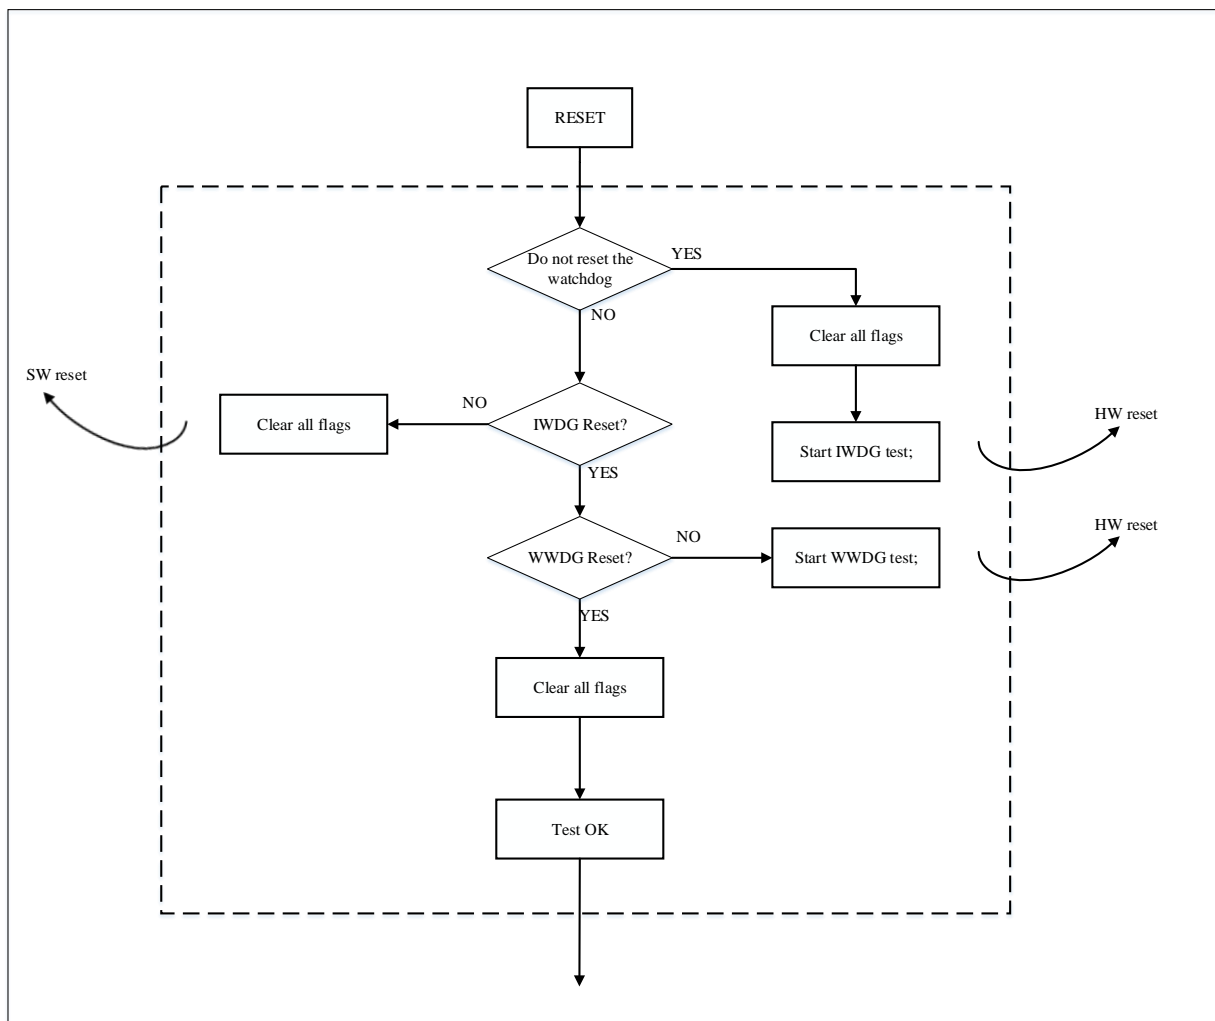 RESET
Do not reset the
watchdog
YES
NO
Clear all flags
SW reset
NO
Clear all flags
IWDG Reset?
HW reset
Start IWDG test;
YES
HW reset
NO
WWDG Reset?
Start WWDG test;
YES
Clear all flags
Test OK